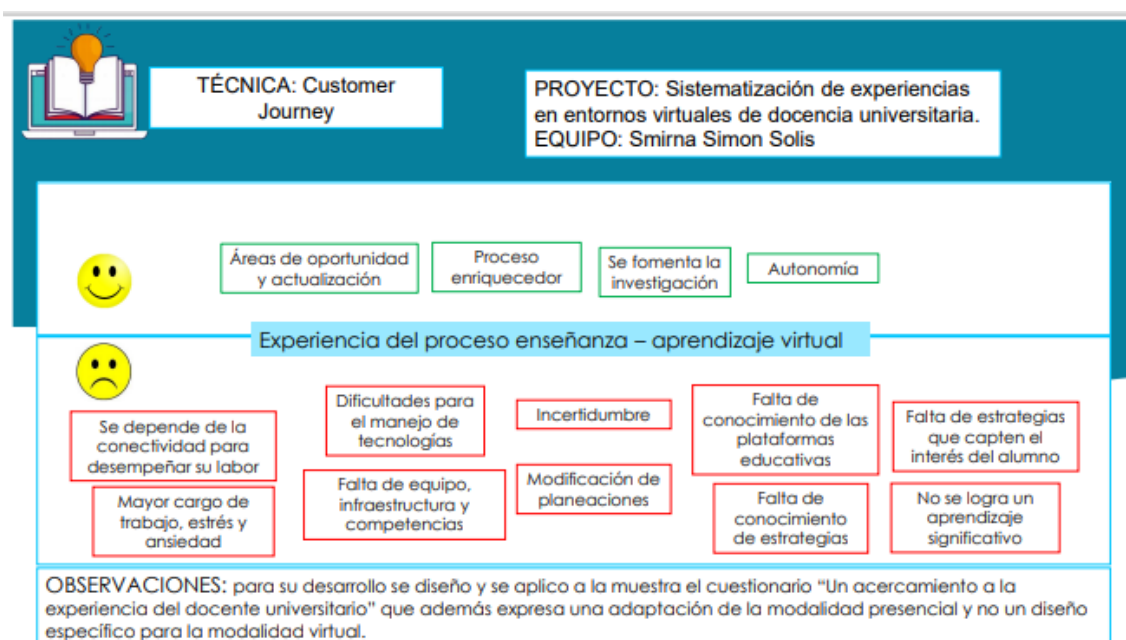 TÉCNICA: Customer
Journey
PROYECTO: Sistematización de experiencias
en entornos virtuales de docencia universitaria.
EQUIPO: Smirna Simon Solis
Áreas de oportunidad
y actualización
Proceso
enriquecedor
Se fomenta la
investigación
Autonomía
Experiencia del proceso enseñanza – aprendizaje virtual
Se depende de la
conectividad para
desempeñar su labor
Dificultades para
el manejo de
tecnologías
Incertidumbre
Falta de
conocimiento de las
plataformas
educativas
Falta de estrategias
que capten el
interés del alumno
Mayor cargo de
trabajo, estrés y
ansiedad
Falta de equipo,
infraestructura y
competencias
Modificación de
planeaciones
Falta de
conocimiento
de estrategias
No se logra un
aprendizaje
significativo
OBSERVACIONES: para su desarrollo se diseño y se aplico a la muestra el cuestionario “Un acercamiento a la
experiencia del docente universitario” que además expresa una adaptación de la modalidad presencial y no un diseño
específico para la modalidad virtual.